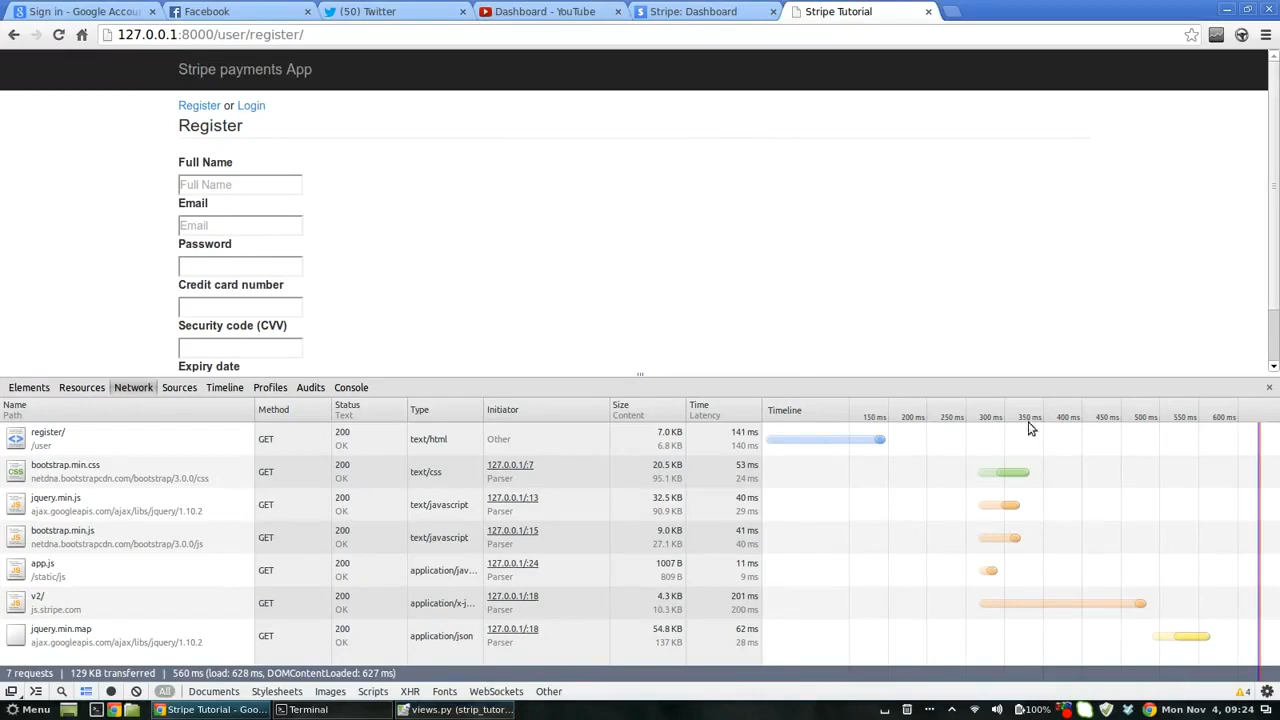 Sign in - Google Accou
Facebook
(50) Twitter
Dashboard - YouTube
Stripe: Dashboard
Stripe Tutorial
127.0.0.1:8000/user/register/
Stripe payments App
Register or Login
Register
Full Name
Full Name
Email
Email
Password
Credit card number
Security code (CVV)
Expiry date
Elements Resources Network Sources Timeline Profiles Audits Console
Name Path Method Status Text Type Initiator Size Content Time Latency Timeline 150 ms 200 ms 250 ms 300 ms 350 ms 400 ms 450 ms 500 ms 550 ms 600 ms
register/ 200 7.0 KB 141 ms
/user GET OK text/html Other 6.8 KB 140 ms
bootstrap.min.css 200 127.0.0.1/:7 20.5 KB 53 ms
netdna.bootstrapcdn.com/bootstrap/3.0.0/css GET OK text/css Parser 95.1 KB 24 ms
jquery.min.js 200 127.0.0.1/:13 32.5 KB 40 ms
ajax.googleapis.com/ajax/libs/jquery/1.10.2 GET OK text/javascript Parser 90.9 KB 29 ms
bootstrap.min.js 200 127.0.0.1/:15 9.0 KB 41 ms
netdna.bootstrapcdn.com/bootstrap/3.0.0/js GET OK text/javascript Parser 27.1 KB 40 ms
app.js 200 127.0.0.1/:24 1007 B 11 ms
/static/js GET OK application/jav... Parser 809 B 9 ms
v2/ 200 127.0.0.1/:18 4.3 KB 201 ms
js.stripe.com GET OK application/x-j... Parser 10.3 KB 200 ms
jquery.min.map 200 127.0.0.1/:18 54.8 KB 62 ms
ajax.googleapis.com/ajax/libs/jquery/1.10.2 GET OK application/json Parser 137 KB 28 ms
7 requests | 129 KB transferred | 560 ms (load: 628 ms, DOMContentLoaded: 627 ms)
All Documents Stylesheets Images Scripts XHR Fonts WebSockets Other 4
Menu Stripe Tutorial - Goo... Terminal views.py (strip_tutor... 100% Mon Nov 4, 09:24